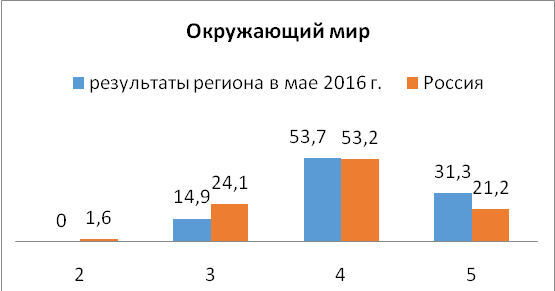 Окружающий мир
результаты региона в мае 2016 г. Россия
53,7 53,2
31,3
24,1
21,2
14,9
0 1,6
2 3 4 5